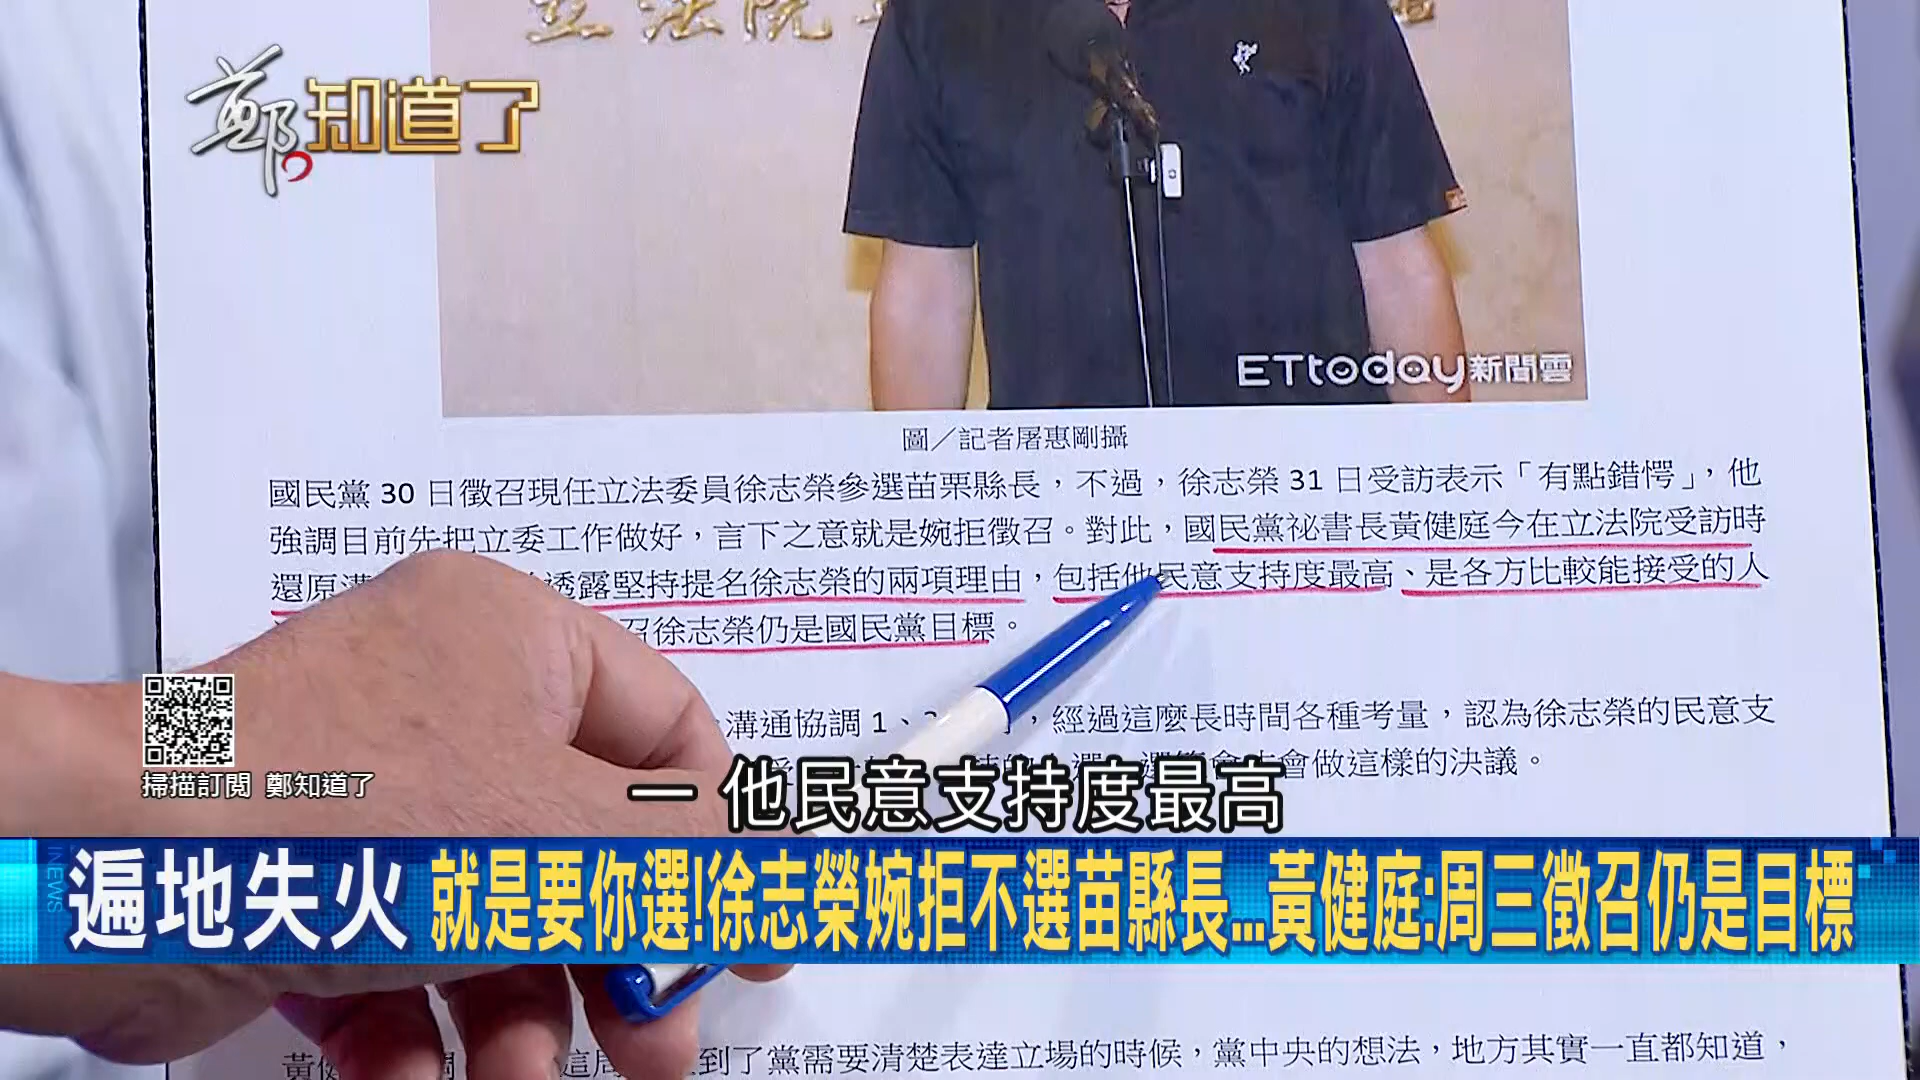 立法院
鄭知道了
ETtoday新聞雲
圖／記者屠惠剛攝
國民黨 30 日徵召現任立法委員徐志榮參選苗栗縣長，不過，徐志榮 31 日受訪表示「有點錯愕」，他
強調目前先把立委工作做好，言下之意就是婉拒徵召。對此，國民黨祕書長黃健庭今在立法院受訪時
還原 透露堅持提名徐志榮的兩項理由，包括他民意支持度最高、是各方比較能接受的人
召徐志榮仍是國民黨目標。
溝通協調 1、 ，經過這麼長時間各種考量，認為徐志榮的民意支
會做這樣的決議。
掃描訂閱 鄭知道了
一 他民意支持度最高
NEWS
遍地失火 就是要你選!徐志榮婉拒不選苗縣長...黃健庭:周三徵召仍是目標
黃健 這周 到了黨需要清楚表達立場的時候，黨中央的想法，地方其實一直都知道，